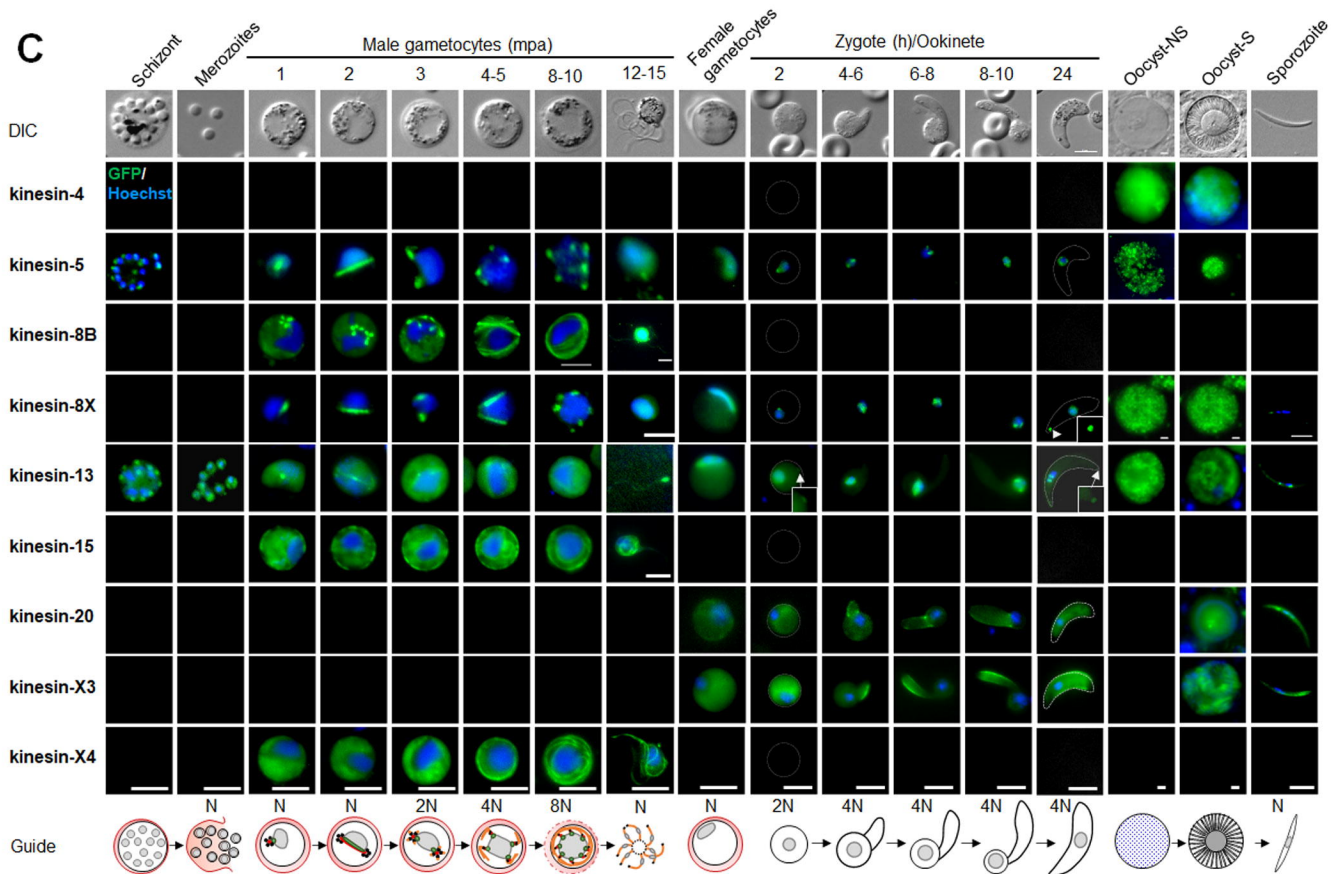 C
Schizont
Merozoites
Male gametocytes (mpa)
Female gametocytes
Zygote (h)/Ookinete
Oocyst-NS
Oocyst-S
Sporozoite
1 2 3 4-5 8-10 12-15 2 4-6 6-8 8-10 24
DIC
GFP/
Hoechst
kinesin-4
kinesin-5
kinesin-8B
kinesin-8X
kinesin-13
kinesin-15
kinesin-20
kinesin-X3
kinesin-X4
N N N 2N 4N 8N N N 2N 4N 4N 4N 4N N
Guide